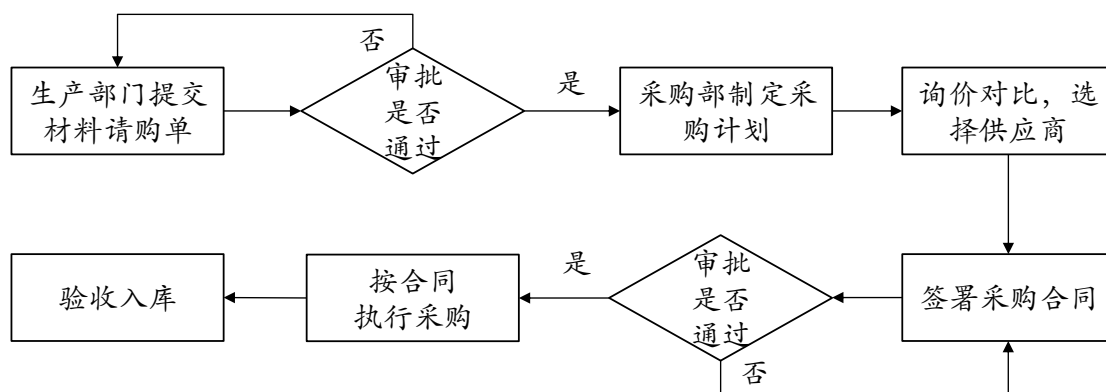 否
生产部门提交
材料请购单
审批
是否
通过
是
采购部制定采
购计划
询价对比，选
择供应商
验收入库
按合同
执行采购
是
审批
是否
通过
签署采购合同
否